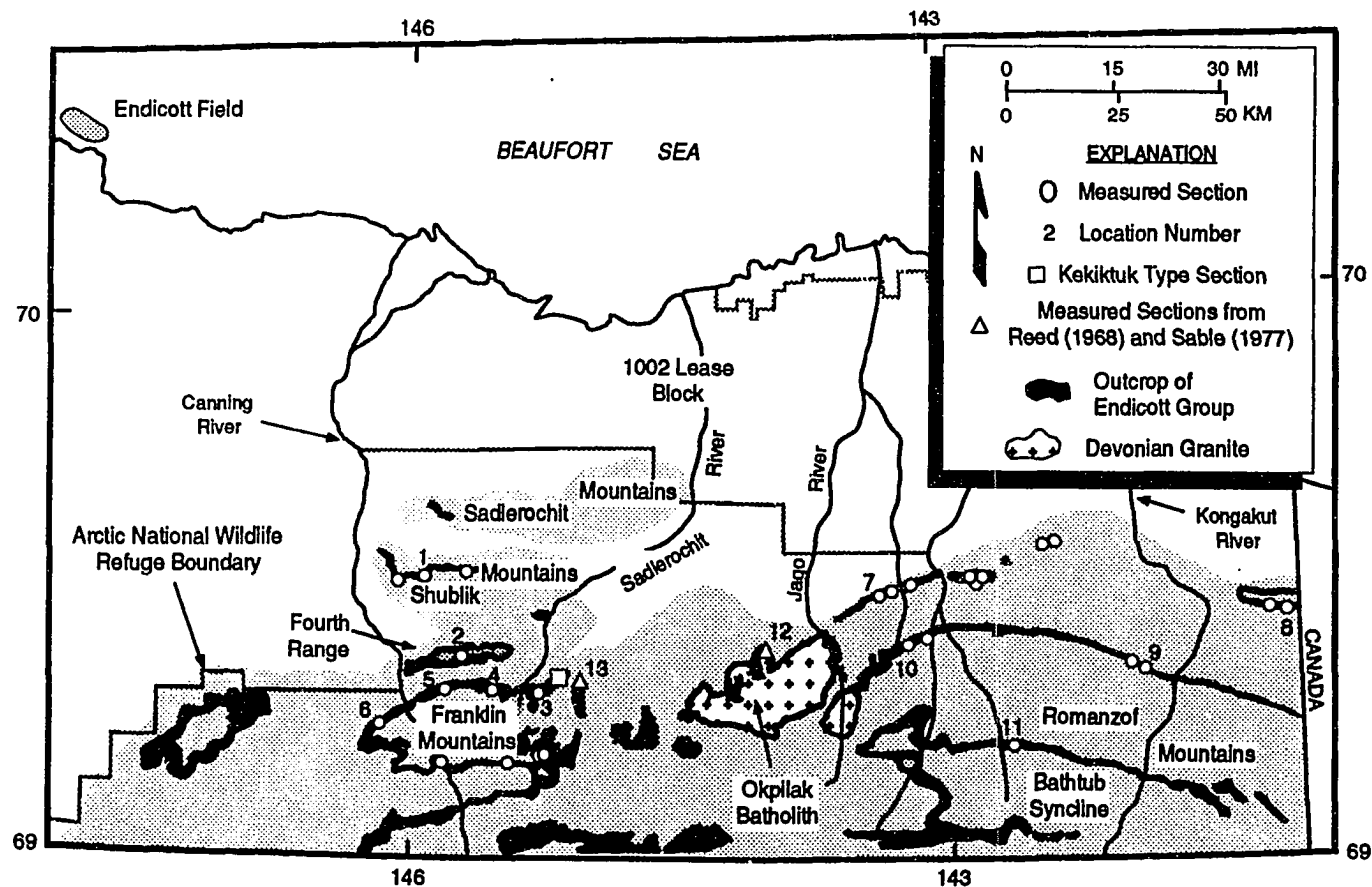 146
143
Endicott Field
BEAUFORT SEA
0 15 30 MI
0 25 50 KM
N
EXPLANATION
Measured Section
2 Location Number
Kekiktuk Type Section
Measured Sections from
Reed (1968) and Sable (1977)
Outcrop of
Endicott Group
Devonian Granite
70
70
1002 Lease
Block
Canning
River
River
River
Mountains
Sadlerochit
Arctic National Wildlife
Refuge Boundary
Kongakut
River
1
Mountains
Shublik
Sadlerochit
Jago
7
8
Fourth
Range
2
12
10
9
CANADA
5
4
13
3
6
Franklin
Mountains
11
Romanzof
Mountains
Okpilak
Batholith
Bathtub
Syncline
69
69
146
143